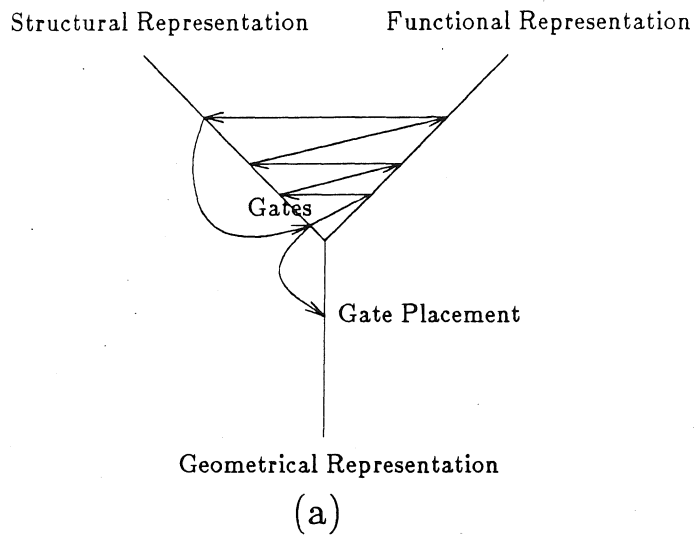 Structural Representation
Functional Representation
Gates
Gate Placement
Geometrical Representation
(a)